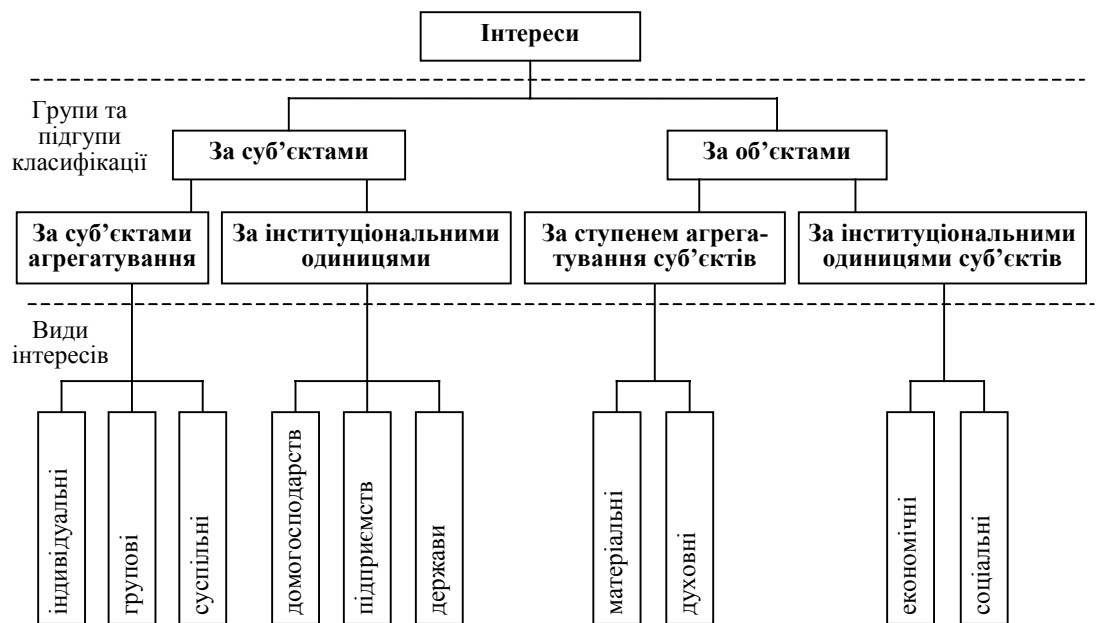 Інтереси
Групи та
підгупи
класифікації
За суб’єктами
За об’єктами
За суб’єктами
агрегатування
За інституціональними
одиницями
За ступенем агрега-
тування суб’єктів
За інституціональними
одиницями суб’єктів
Види
інтересів
індивідуальні
групові
суспільні
домогосподарств
підприємств
держави
матеріальні
духовні
економічні
соціальні